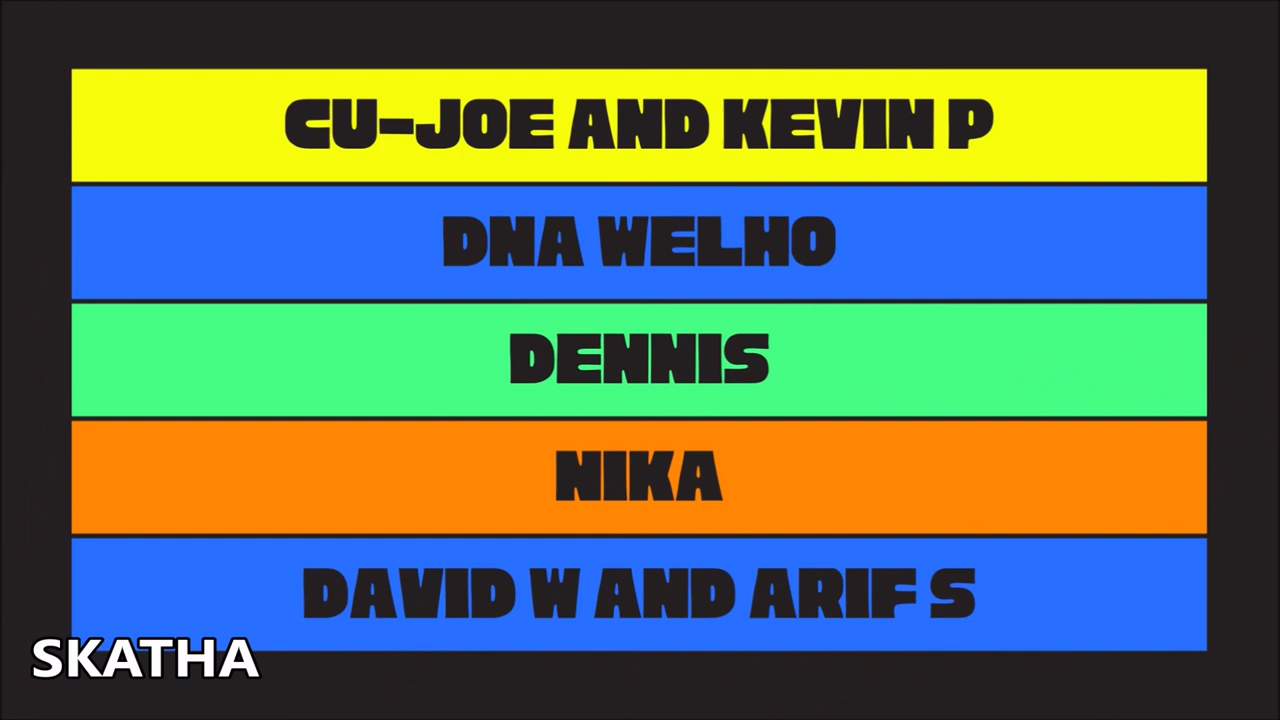 CU-JOE AND KEVIN P
DNA WELHO
DENNIS
NIKA
DAVID W AND ARIF S
SKATHA